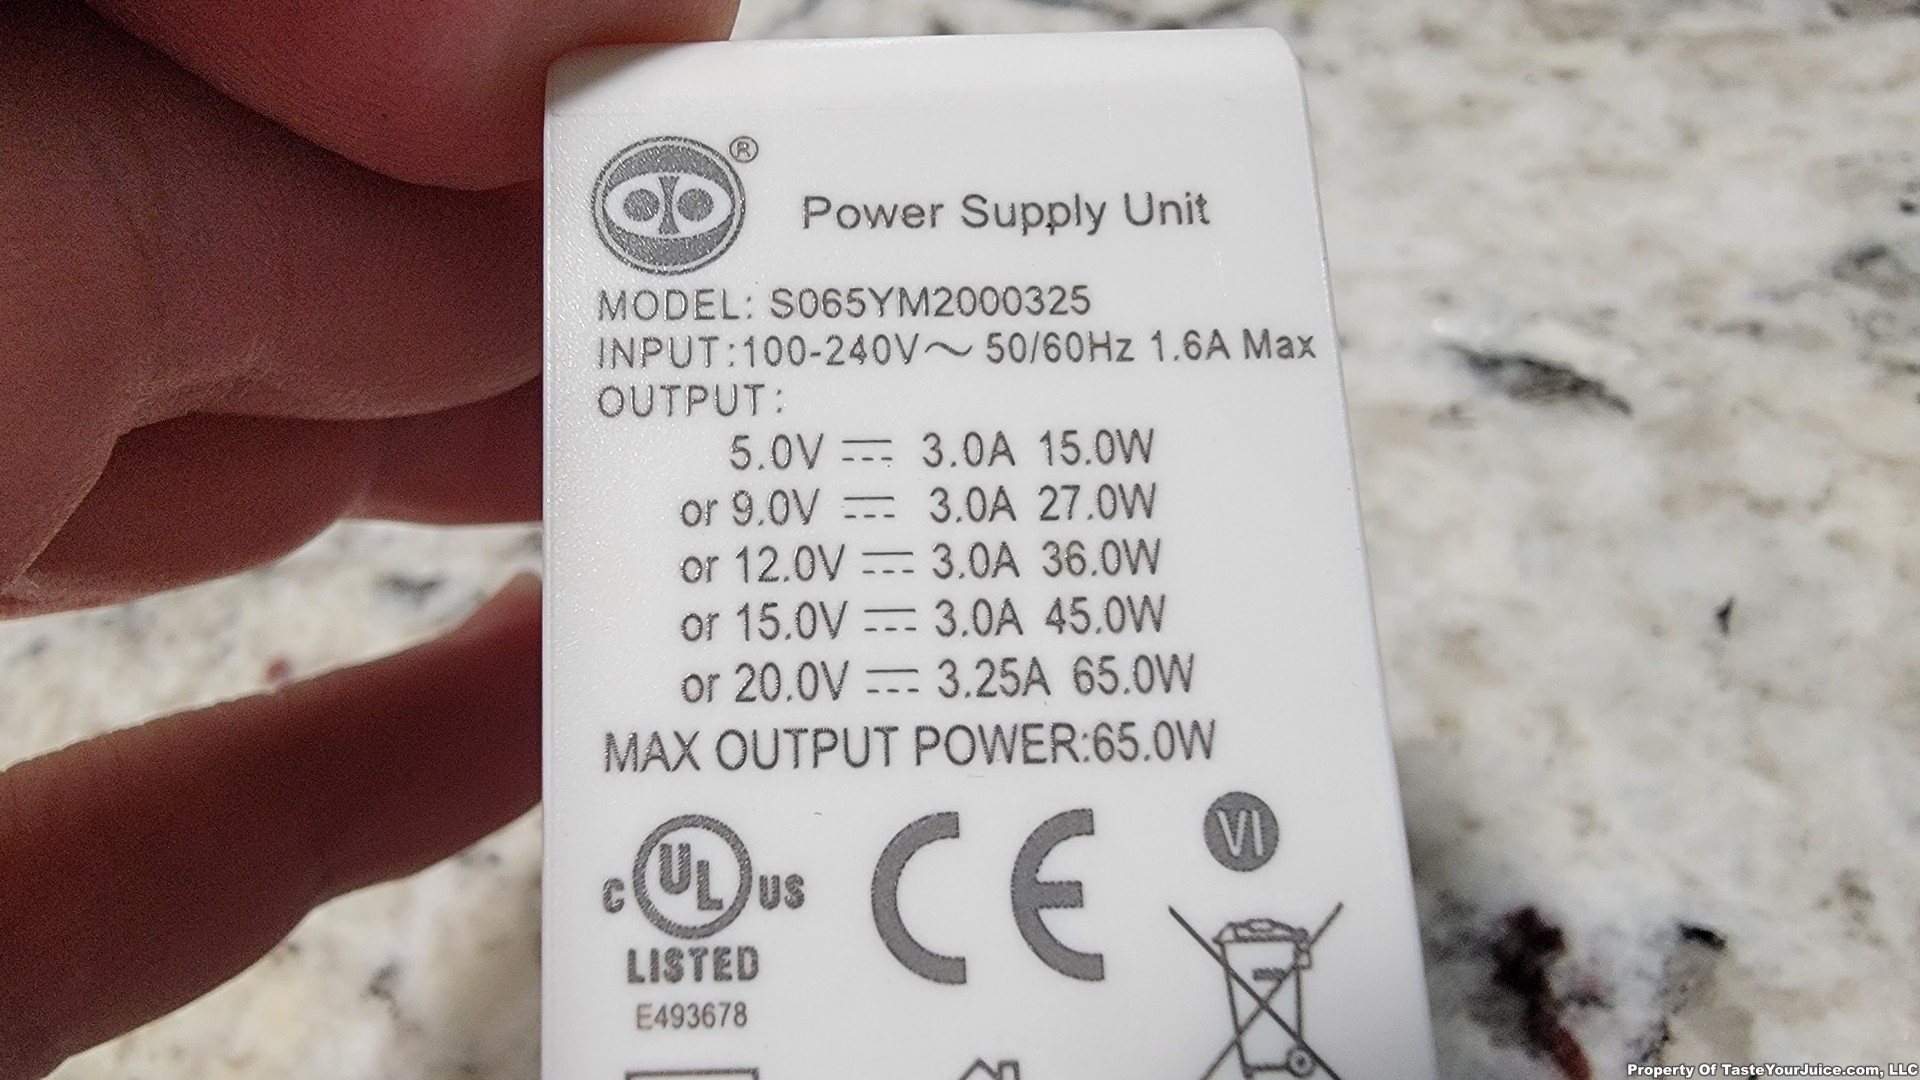 ®
Power Supply Unit
MODEL: S065YM2000325
INPUT:100-240V~ 50/60Hz 1.6A Max
OUTPUT:
5.0V ⎓ 3.0A 15.0W
or 9.0V ⎓ 3.0A 27.0W
or 12.0V ⎓ 3.0A 36.0W
or 15.0V ⎓ 3.0A 45.0W
or 20.0V ⎓ 3.25A 65.0W
MAX OUTPUT POWER:65.0W
C UL US
LISTED
E493678
CE
VI
Property Of TasteYourJuice.com, LLC